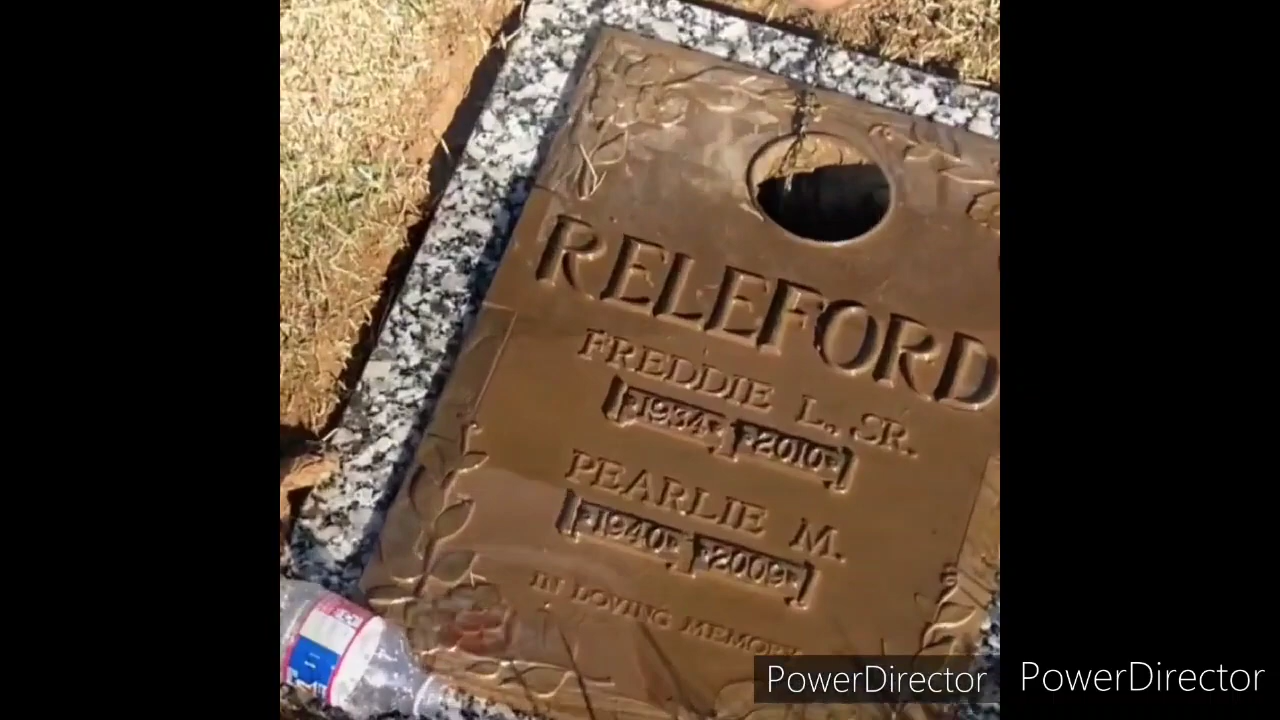 RELEFORD
FREDDIE L. SR.
1934 2010
PEARLIE M.
1940 2009
IN LOVING MEMORY
PowerDirector PowerDirector